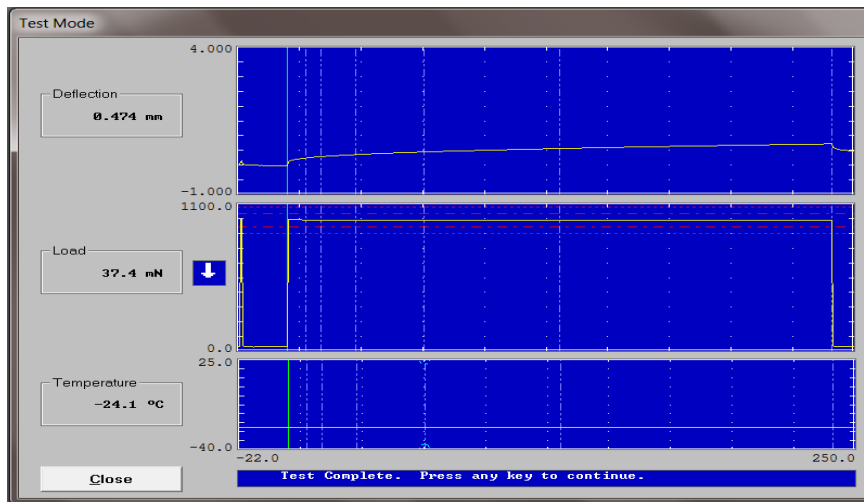 Test Mode
4.000
Deflection
0.474 mm
-1.000
1100.0
Load
37.4 mN
0.0
25.0
Temperature
-24.1 ºC
-40.0
-22.0
250.0
Close
Test Complete. Press any key to continue.